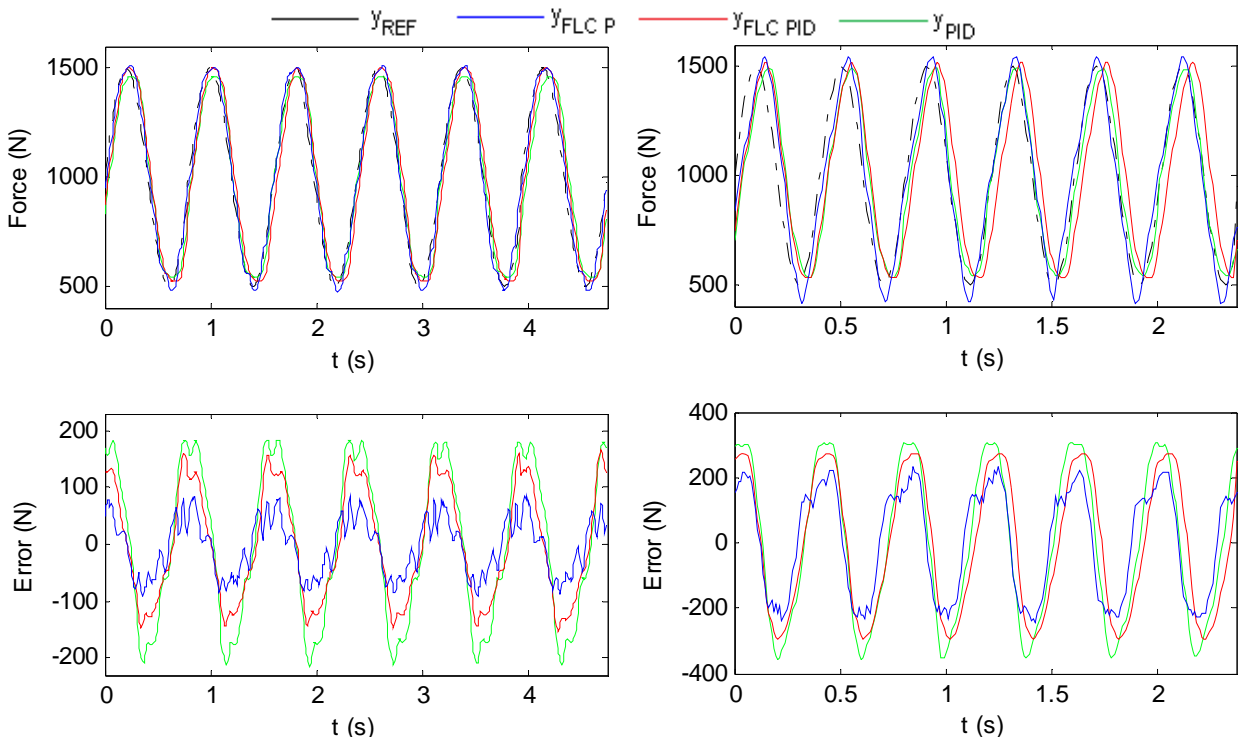 yREF yFLC P yFLC PID yPID
1500
1000
500
Force (N)
0 1 2 3 4
t (s)
1500
1000
500
Force (N)
0 0.5 1 1.5 2
t (s)
200
100
0
-100
-200
Error (N)
0 1 2 3 4
t (s)
400
200
0
-200
-400
Error (N)
0 0.5 1 1.5 2
t (s)